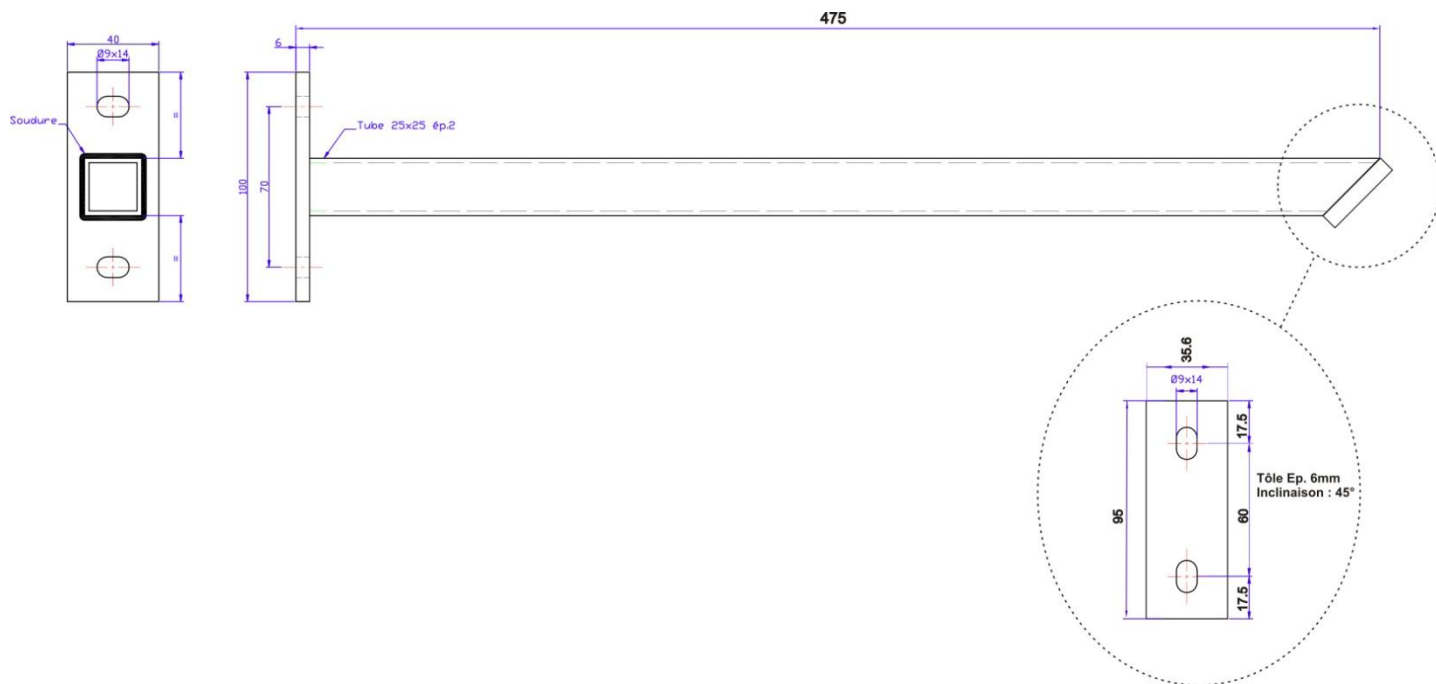 475
40
Ø9x14
=
Soudure
=
6
Tube 25x25 ép.2
100
70
35.6
Ø9x14
17.5
Tôle Ep. 6mm
Inclinaison : 45°
95
60
17.5